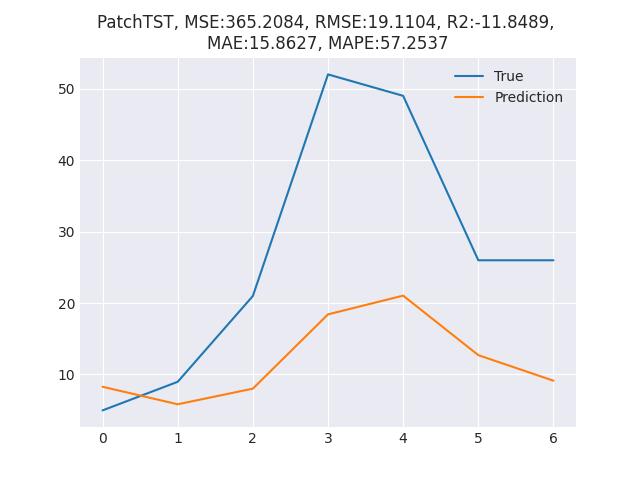 PatchTST, MSE:365.2084, RMSE:19.1104, R2:-11.8489,
MAE:15.8627, MAPE:57.2537
True
Prediction
50
40
30
20
10
0 1 2 3 4 5 6